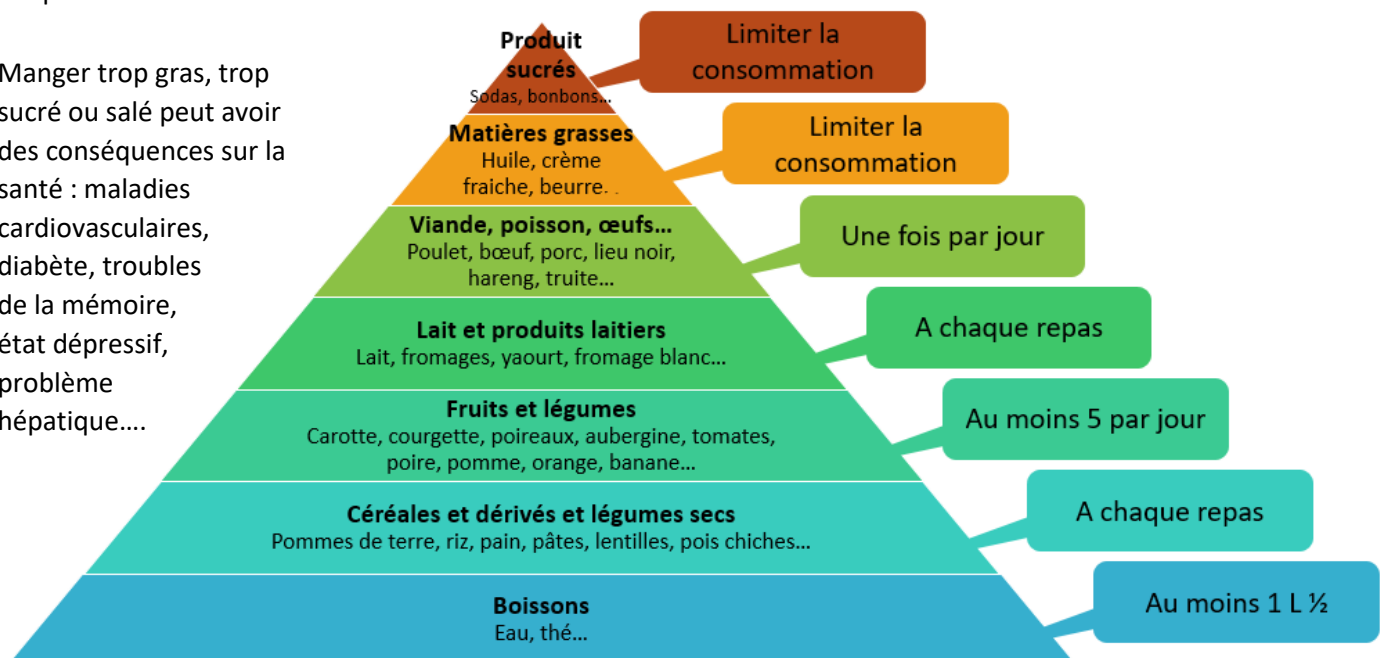 Manger trop gras, trop
sucré ou salé peut avoir
des conséquences sur la
santé : maladies
cardiovasculaires,
diabète, troubles
de la mémoire,
état dépressif,
problème
hépatique….
Produit
sucrés
Sodas, bonbons…
Limiter la
consommation
Matières grasses
Huile, crème
fraiche, beurre. .
Limiter la
consommation
Viande, poisson, œufs…
Poulet, bœuf, porc, lieu noir,
hareng, truite…
Une fois par jour
Lait et produits laitiers
Lait, fromages, yaourt, fromage blanc…
A chaque repas
Fruits et légumes
Carotte, courgette, poireaux, aubergine, tomates,
poire, pomme, orange, banane…
Au moins 5 par jour
Céréales et dérivés et légumes secs
Pommes de terre, riz, pain, pâtes, lentilles, pois chiches…
A chaque repas
Boissons
Eau, thé…
Au moins 1 L ½